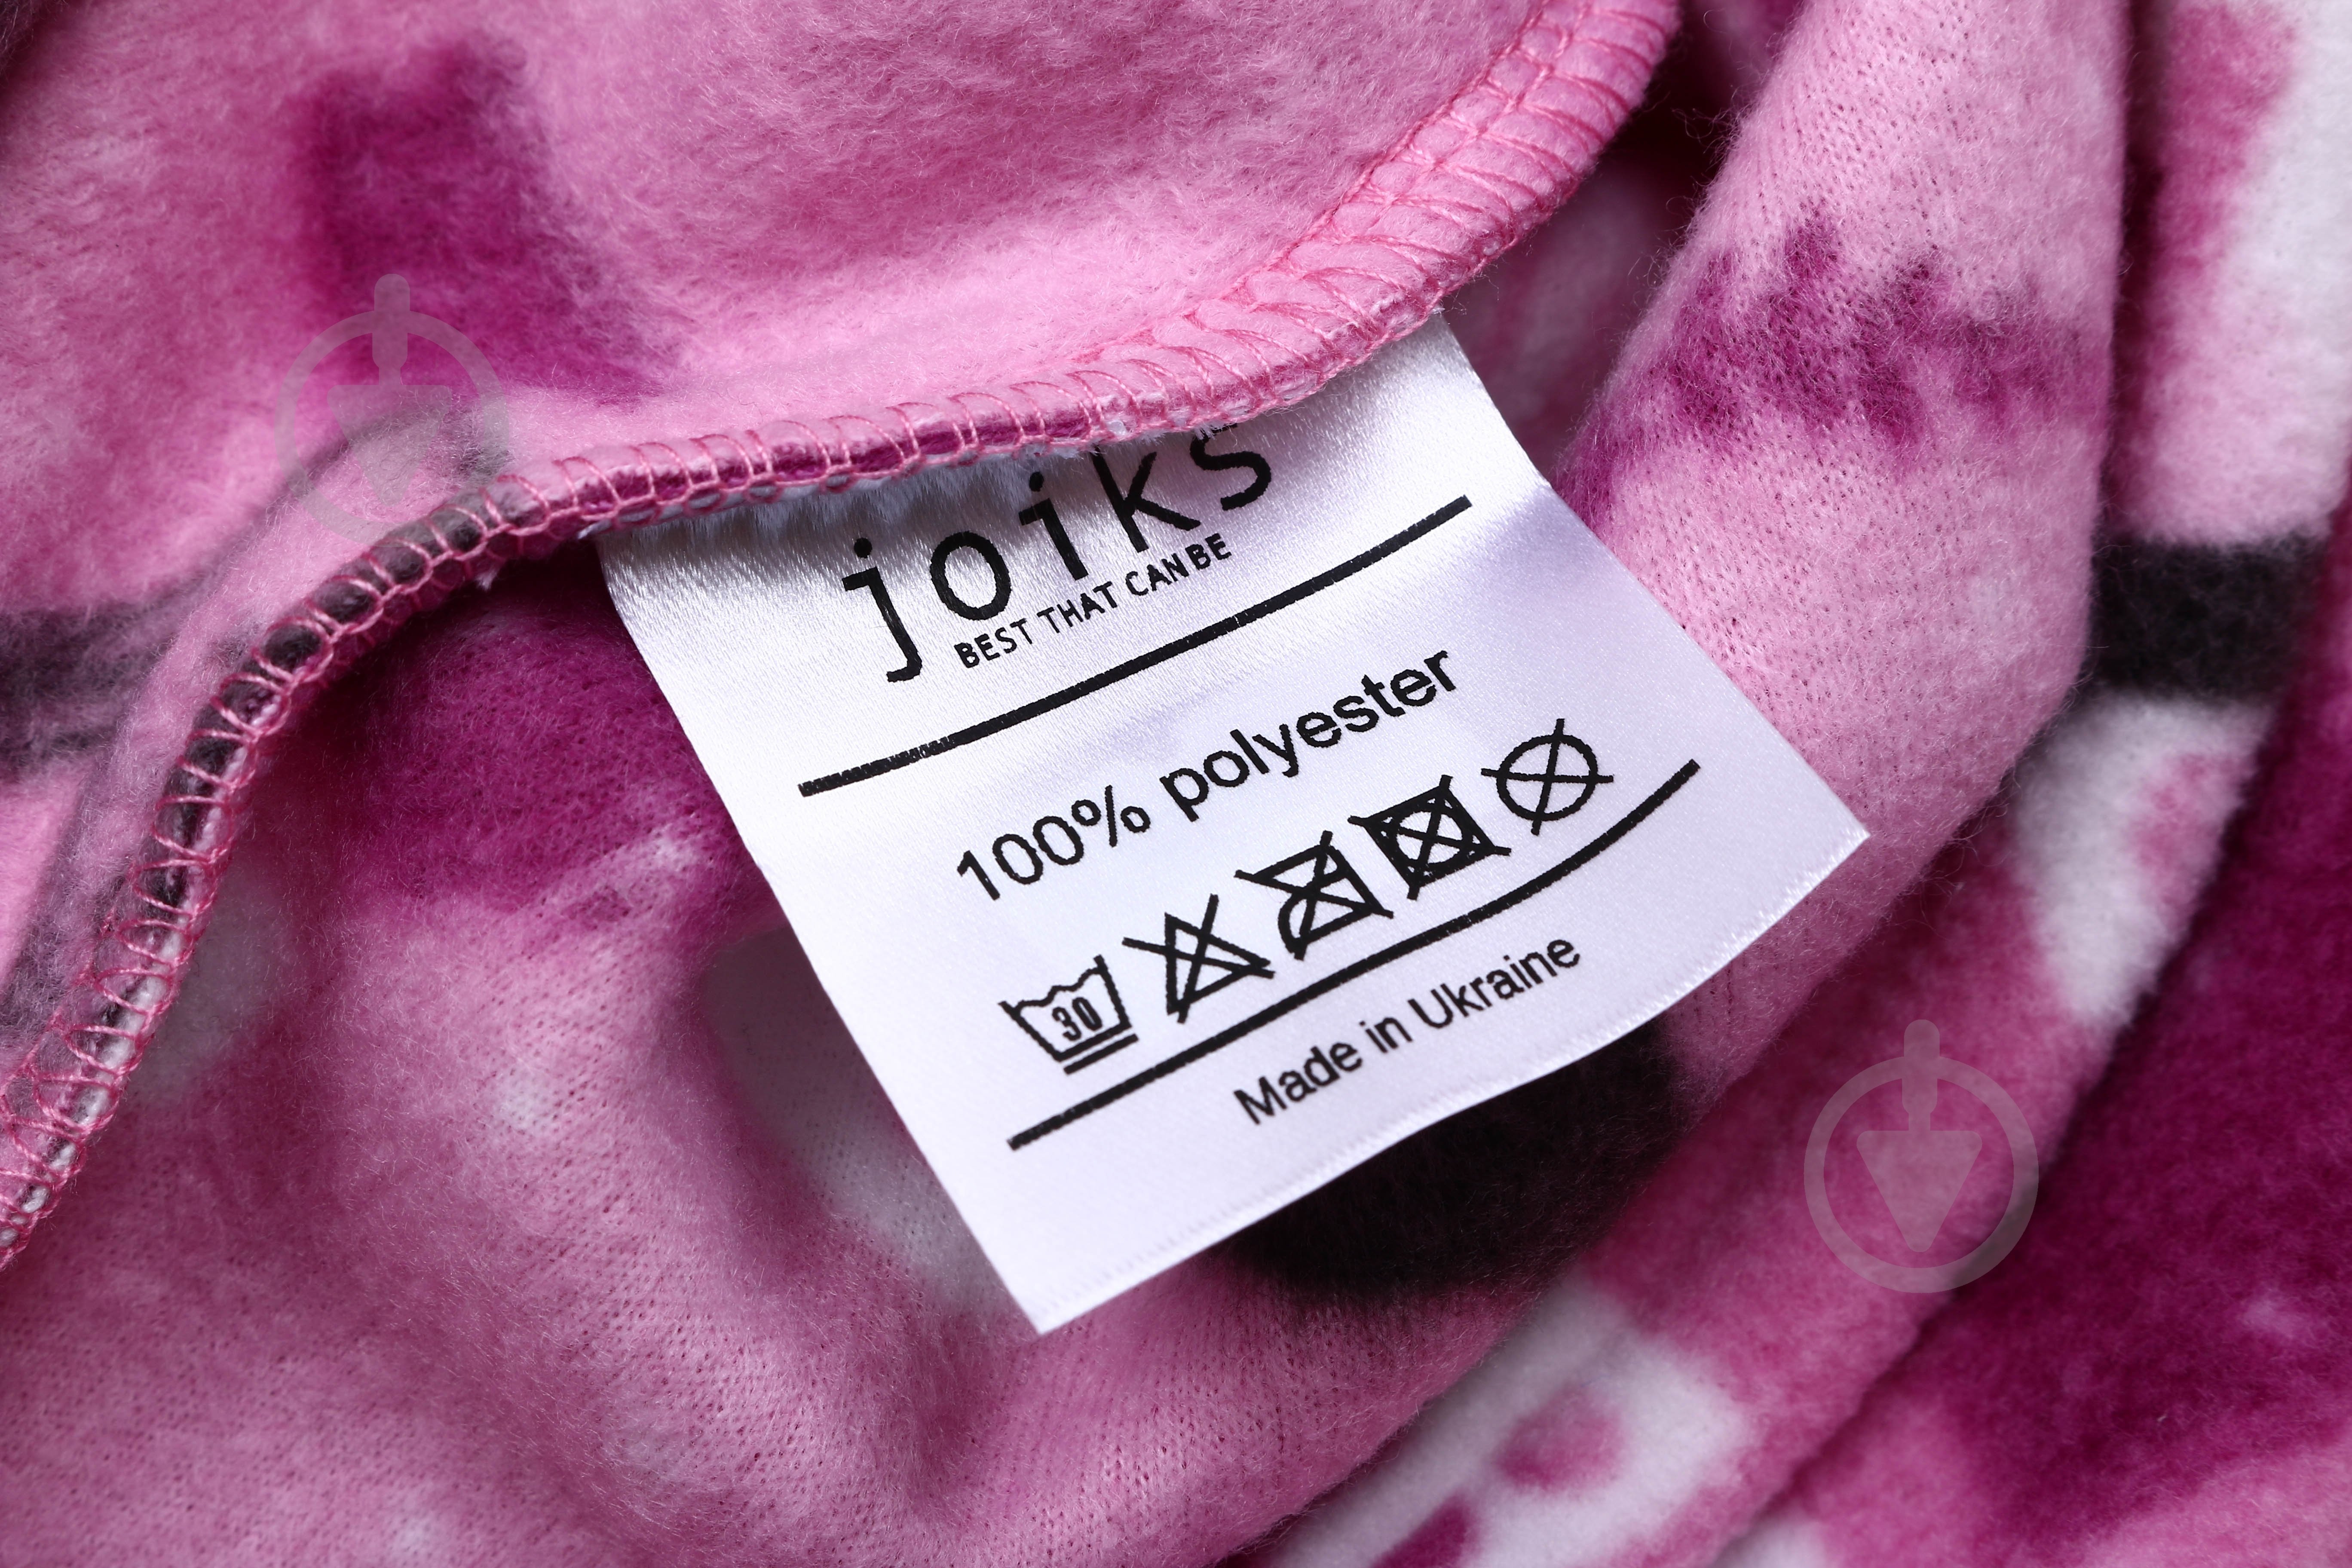 joiks
BEST THAT CAN BE
100% polyester
30
Made in Ukraine